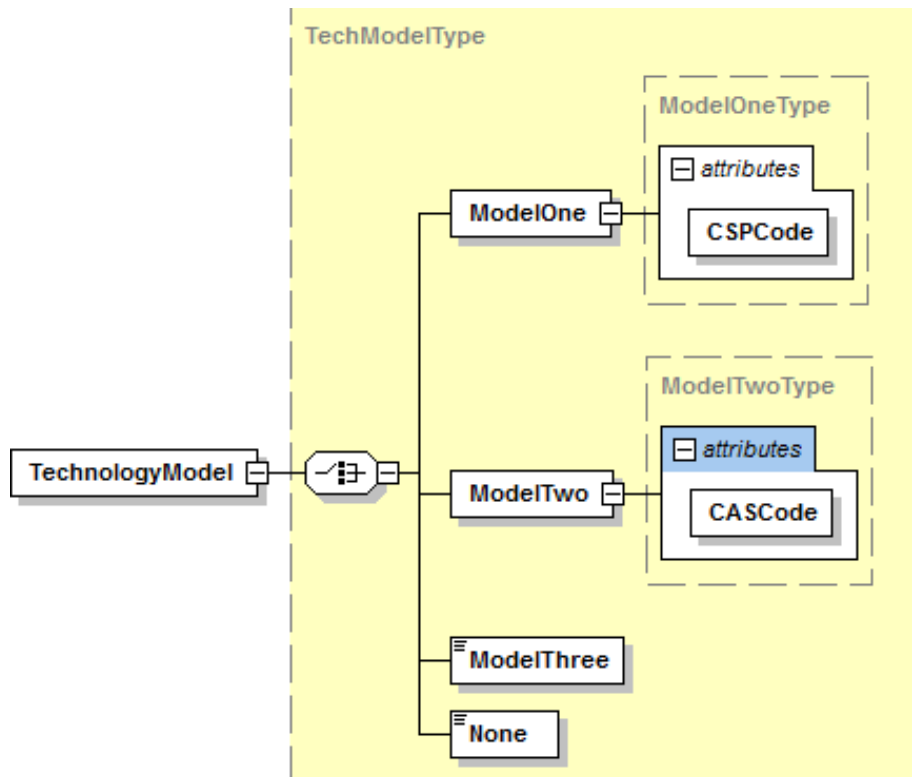 TechModelType
ModelOneType
attributes
ModelOne
CSPCode
ModelTwoType
attributes
TechnologyModel
ModelTwo
CASCode
ModelThree
None